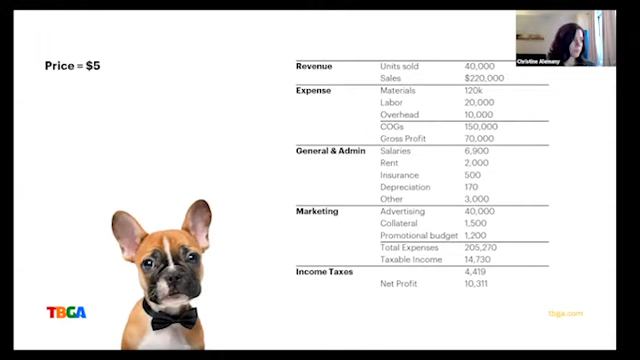 Christine Alemany
Price = $5
Revenue Units sold 40,000
Sales $220,000
Expense Materials 120k
Labor 20,000
Overhead 10,000
COGs 150,000
Gross Profit 70,000
General & Admin Salaries 6,900
Rent 2,000
Insurance 500
Depreciation 170
Other 3,000
Marketing Advertising 40,000
Collateral 1,500
Promotional budget 1,200
Total Expenses 205,270
Taxable Income 14,730
Income Taxes 4,419
Net Profit 10,311
TBGA
tbga.com